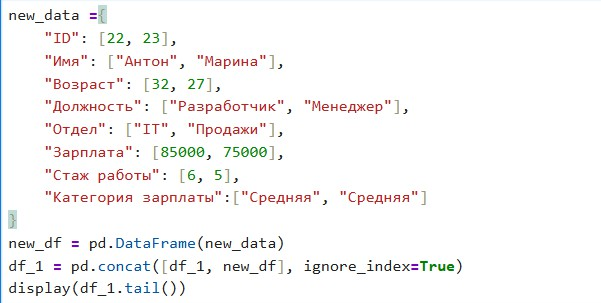 new_data ={
    "ID": [22, 23],
    "Имя": ["Антон", "Марина"],
    "Возраст": [32, 27],
    "Должность": ["Разработчик", "Менеджер"],
    "Отдел": ["IT", "Продажи"],
    "Зарплата": [85000, 75000],
    "Стаж работы": [6, 5],
    "Категория зарплаты":["Средняя", "Средняя"]
}
new_df = pd.DataFrame(new_data)
df_1 = pd.concat([df_1, new_df], ignore_index=True)
display(df_1.tail())